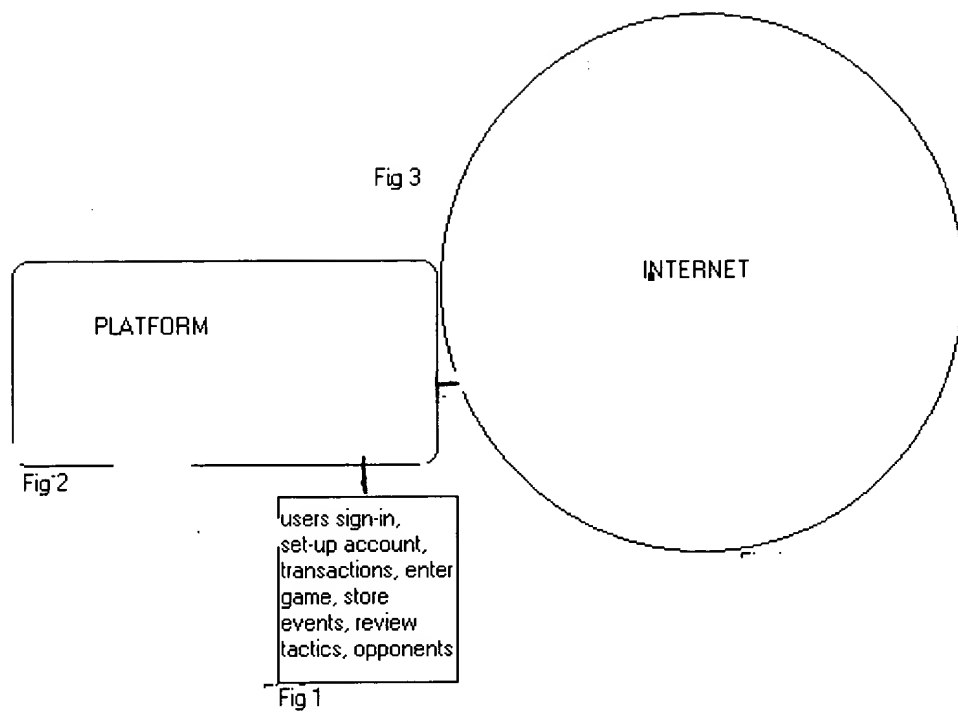 Fig 3
INTERNET
PLATFORM
Fig 2
users sign-in,
set-up account,
transactions, enter
game, store
events, review
tactics, opponents
Fig 1